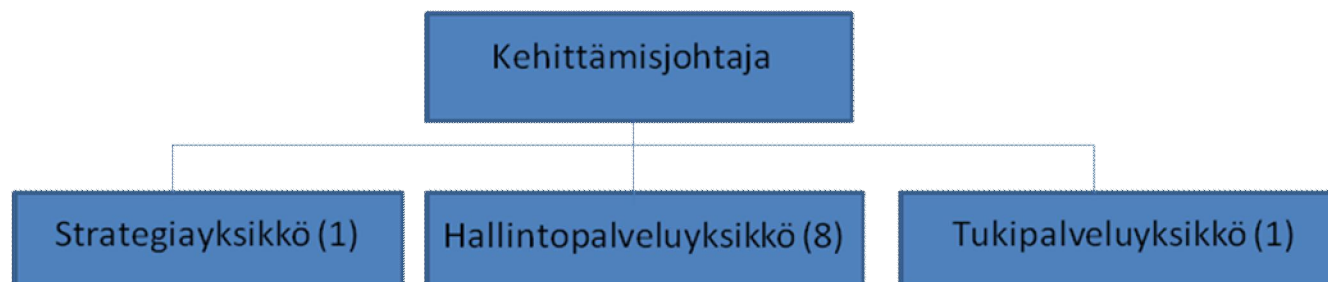 Kehittämisjohtaja
Strategiayksikkö (1)
Hallintopalveluyksikkö (8)
Tukipalveluyksikkö (1)